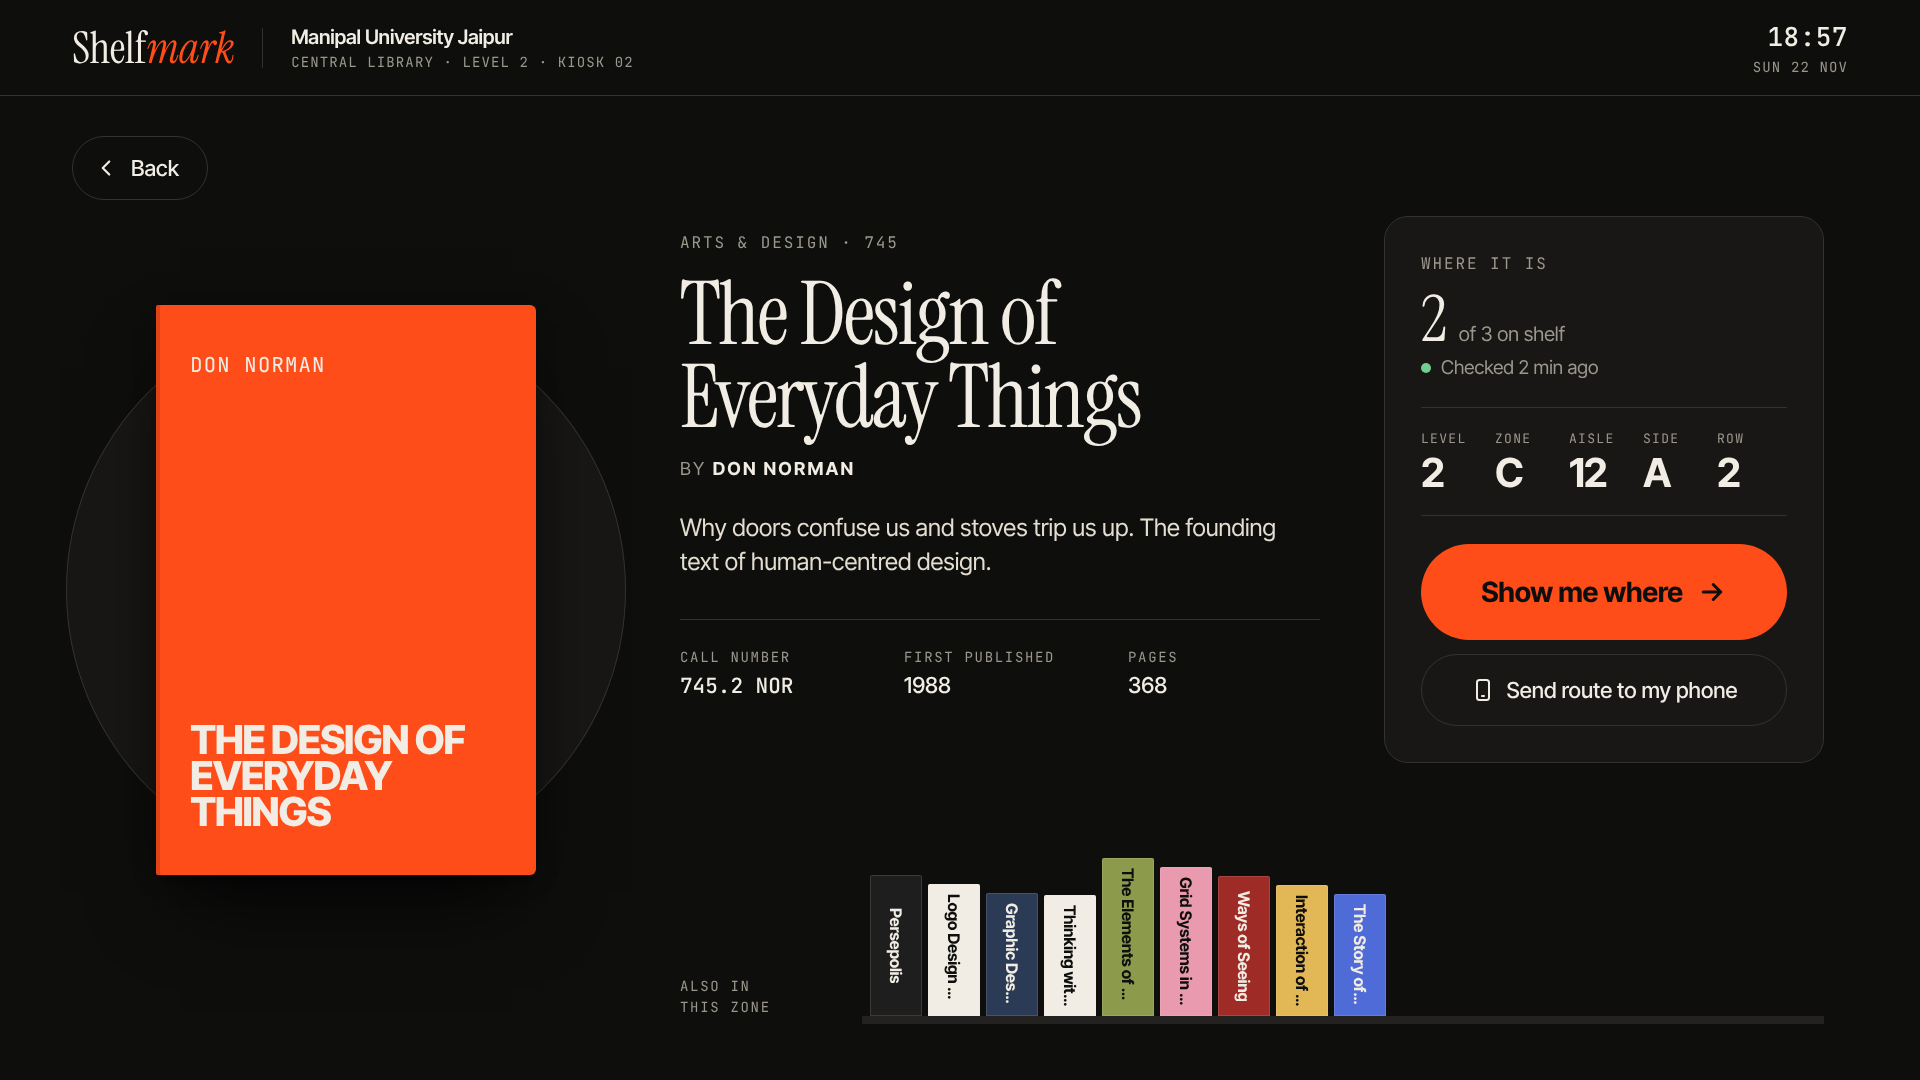 Shelfmark
Manipal University Jaipur
CENTRAL LIBRARY · LEVEL 2 · KIOSK 02
18:57
SUN 22 NOV
Back
DON NORMAN
THE DESIGN OF
EVERYDAY
THINGS
ARTS & DESIGN · 745
The Design of
Everyday Things
BY DON NORMAN
Why doors confuse us and stoves trip us up. The founding
text of human-centred design.
CALL NUMBER
745.2 NOR
FIRST PUBLISHED
1988
PAGES
368
WHERE IT IS
2 of 3 on shelf
Checked 2 min ago
LEVEL
2
ZONE
C
AISLE
12
SIDE
A
ROW
2
Show me where
Send route to my phone
ALSO IN
THIS ZONE
Persepolis
Logo Design ...
Graphic Des...
Thinking wit...
The Elements of ...
Grid Systems in ...
Ways of Seeing
Interaction of ...
The Story of...